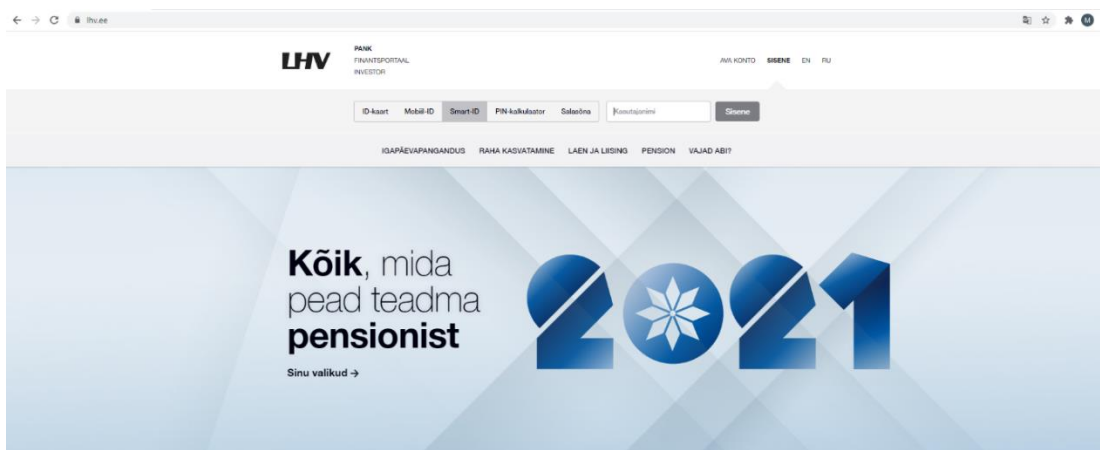 lhv.ee
M
LHV
PANK
FINANTSPORTAAL
INVESTOR
AVA KONTO SISENE EN RU
ID-kaart Mobiil-ID Smart-ID PIN-kalkulaator Salasõna Kasutajanimi Sisene
IGAPÄEVAPANGANDUS RAHA KASVATAMINE LAEN JA LIISING PENSION VAJAD ABI?
Kõik, mida
pead teadma
pensionist
2021
Sinu valikud →